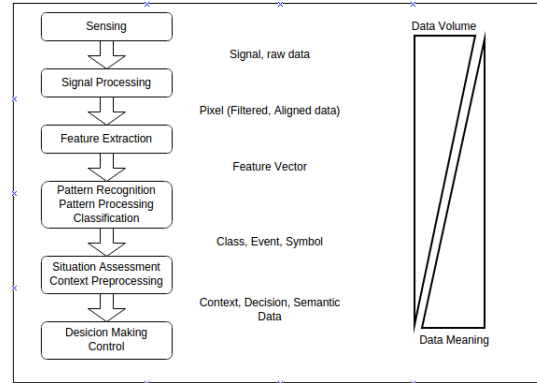 Sensing
Signal, raw data
Signal Processing
Pixel (Filtered, Aligned data)
Feature Extraction
Feature Vector
Pattern Recognition
Pattern Processing
Classification
Class, Event, Symbol
Situation Assessment
Context Preprocessing
Context, Decision, Semantic
Data
Desicion Making
Control
Data Volume
Data Meaning